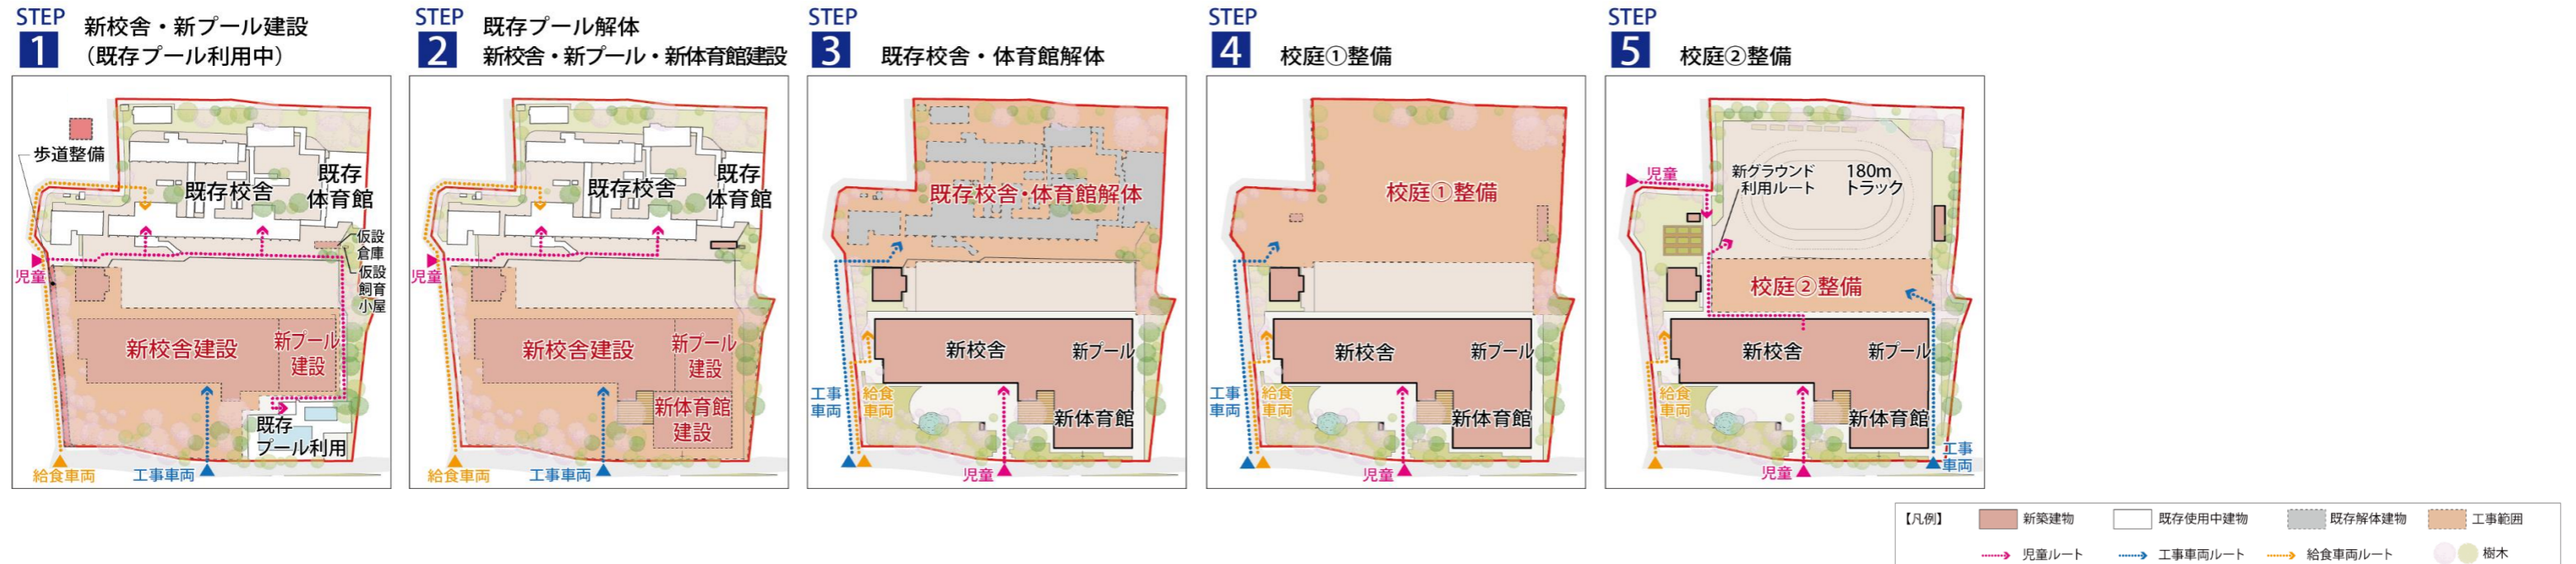 STEP
1
新校舎・新プール建設
（既存プール利用中）
歩道整備
既存校舎
既存
体育館
仮設
倉庫
仮設
飼育
小屋
児童
新校舎建設
新プール
建設
既存
プール利用
給食車両
工事車両
STEP
2
既存プール解体
新校舎・新プール・新体育館建設
既存校舎
既存
体育館
児童
新校舎建設
新プール
建設
新体育館
建設
給食車両
工事車両
STEP
3
既存校舎・体育館解体
既存校舎・体育館解体
新校舎
新プール
工事
車両
給食
車両
新体育館
児童
STEP
4
校庭①整備
校庭①整備
新校舎
新プール
工事
車両
給食
車両
新体育館
児童
STEP
5
校庭②整備
児童
新グラウンド
利用ルート
180m
トラック
校庭②整備
新校舎
新プール
給食
車両
新体育館
工事
車両
児童
【凡例】
新築建物
既存使用中建物
既存解体建物
工事範囲
児童ルート
工事車両ルート
給食車両ルート
樹木